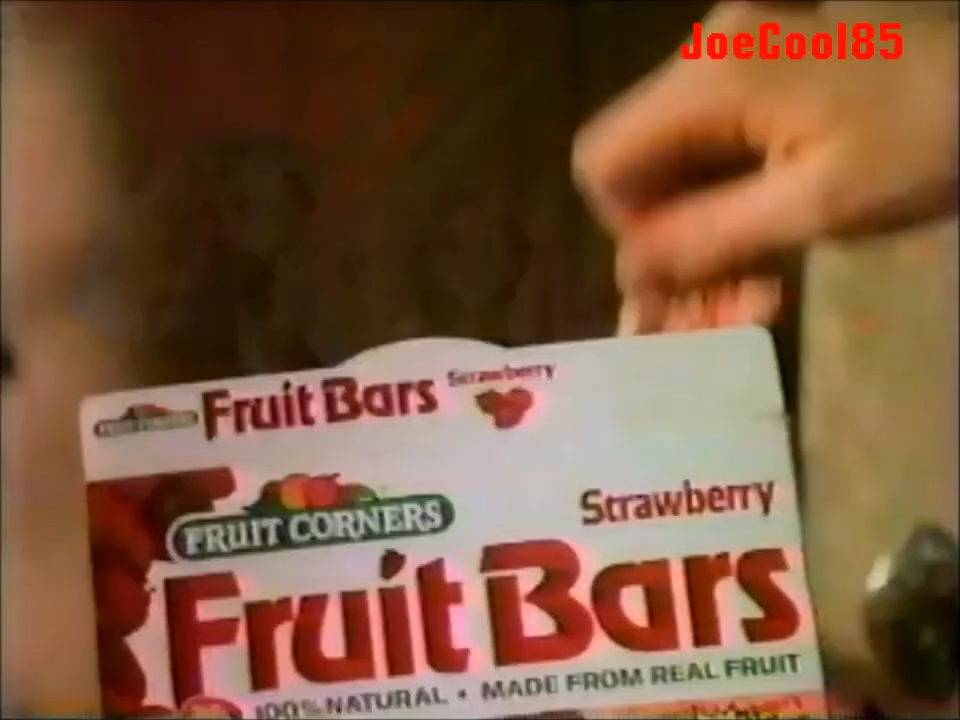 JoeCool85
Fruit Bars Strawberry
FRUIT CORNERS
Strawberry
Fruit Bars
100% NATURAL • MADE FROM REAL FRUIT